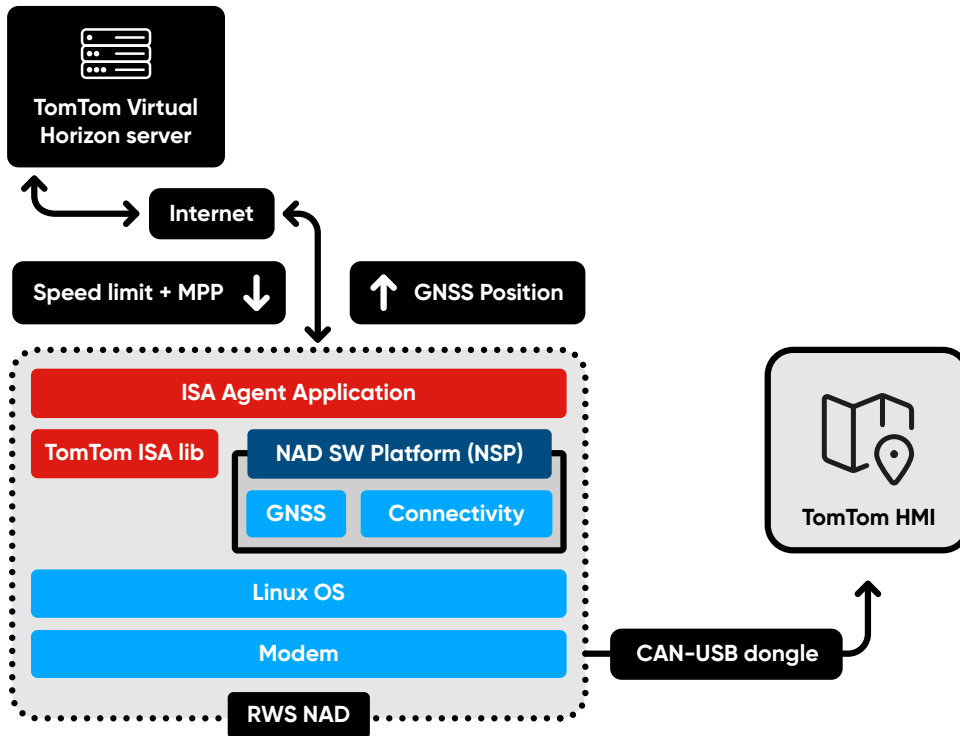 TomTom Virtual
Horizon server
Internet
Speed limit + MPP
GNSS Position
ISA Agent Application
TomTom ISA lib
NAD SW Platform (NSP)
GNSS
Connectivity
TomTom HMI
Linux OS
Modem
CAN-USB dongle
RWS NAD